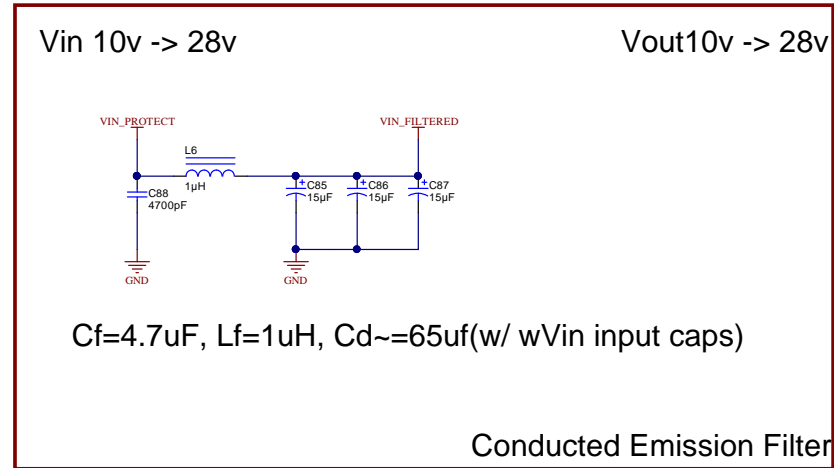 Vin 10v -> 28v
Vout10v -> 28v
VIN_PROTECT
VIN_FILTERED
L6
1µH
C88
4700pF
C85
15µF
C86
15µF
C87
15µF
GND
GND
Cf=4.7uF, Lf=1uH, Cd~=65uf(w/ wVin input caps)
Conducted Emission Filter